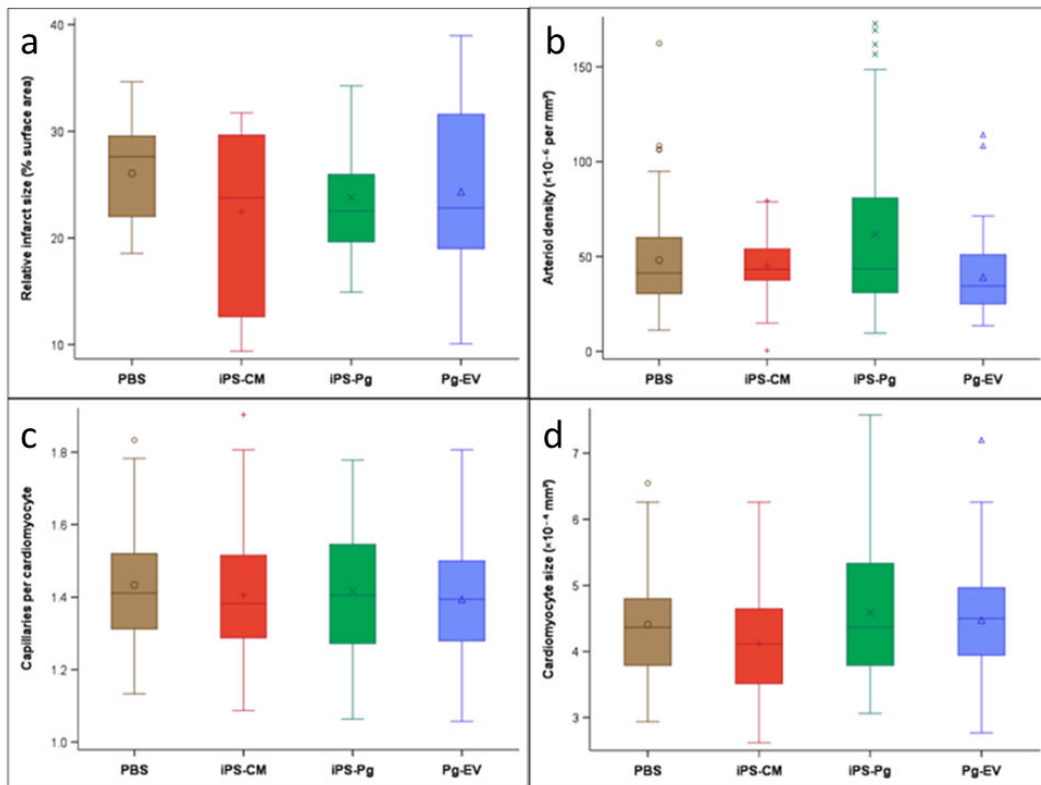 a
Relative infarct size (% surface area)
40
30
20
10
PBS iPS-CM iPS-Pg Pg-EV
b
Arteriol density (×10⁻⁶ per mm²)
150
100
50
0
PBS iPS-CM iPS-Pg Pg-EV
c
Capillaries per cardiomyocyte
1.8
1.6
1.4
1.2
1.0
PBS iPS-CM iPS-Pg Pg-EV
d
Cardiomyocyte size (×10⁻⁴ mm²)
7
6
5
4
3
PBS iPS-CM iPS-Pg Pg-EV